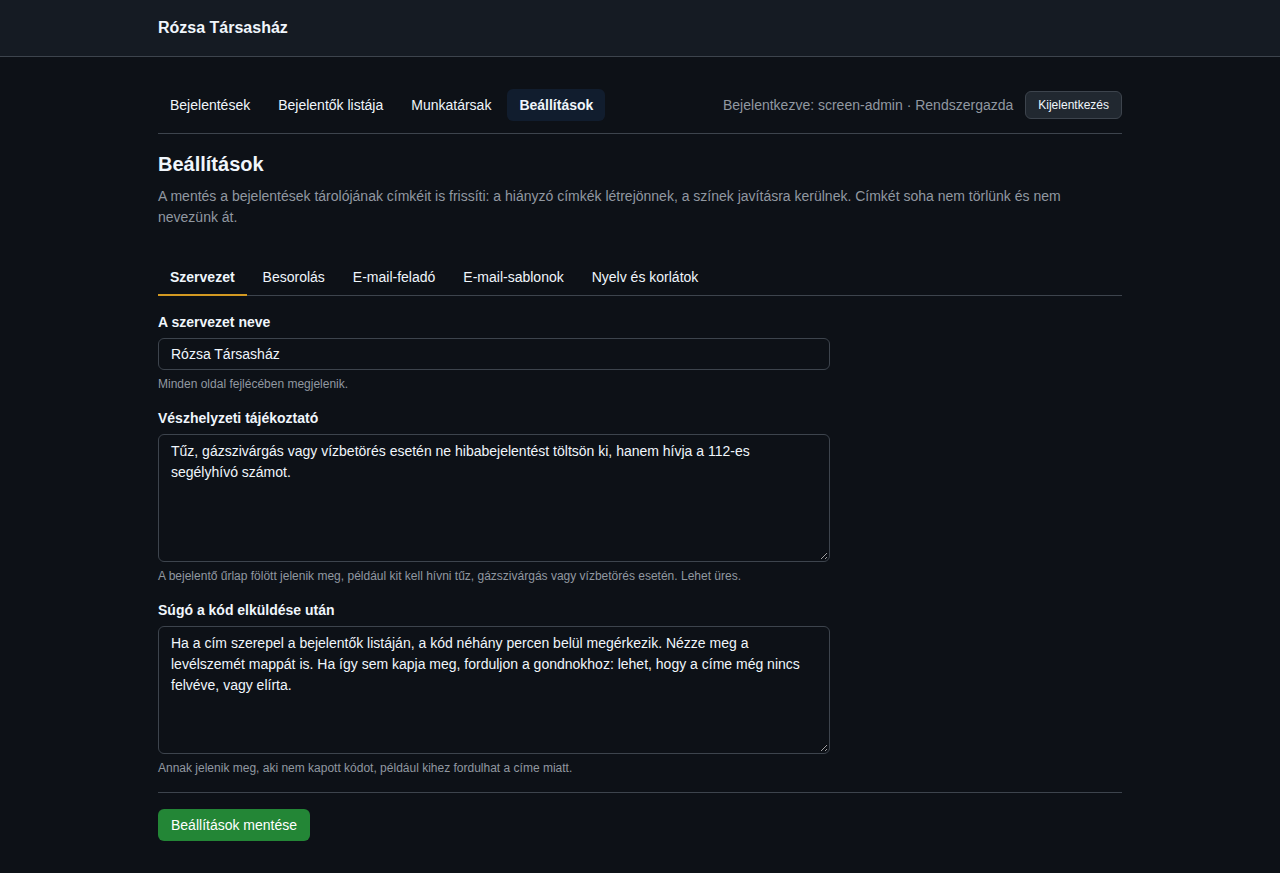 Rózsa Társasház
Bejelentések
Bejelentők listája
Munkatársak
Beállítások
Bejelentkezve: screen-admin · Rendszergazda
Kijelentkezés
Beállítások
A mentés a bejelentések tárolójának címkéit is frissíti: a hiányzó címkék létrejönnek, a színek javításra kerülnek. Címkét soha nem törlünk és nem
nevezünk át.
Szervezet
Besorolás
E-mail-feladó
E-mail-sablonok
Nyelv és korlátok
A szervezet neve
Rózsa Társasház
Minden oldal fejlécében megjelenik.
Vészhelyzeti tájékoztató
Tűz, gázszivárgás vagy vízbetörés esetén ne hibabejelentést töltsön ki, hanem hívja a 112-es
segélyhívó számot.
A bejelentő űrlap fölött jelenik meg, például kit kell hívni tűz, gázszivárgás vagy vízbetörés esetén. Lehet üres.
Súgó a kód elküldése után
Ha a cím szerepel a bejelentők listáján, a kód néhány percen belül megérkezik. Nézze meg a
levélszemét mappát is. Ha így sem kapja meg, forduljon a gondnokhoz: lehet, hogy a címe még nincs
felvéve, vagy elírta.
Annak jelenik meg, aki nem kapott kódot, például kihez fordulhat a címe miatt.
Beállítások mentése